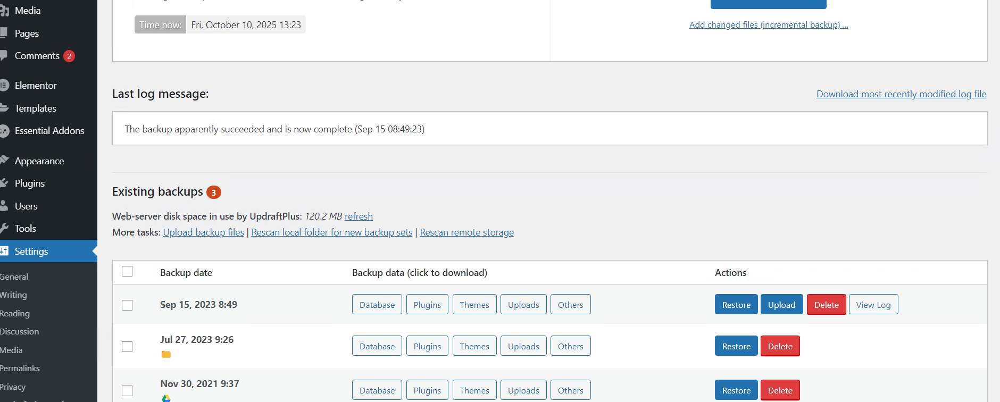 Media
Pages
Comments 2
Elementor
Templates
Essential Addons
Appearance
Plugins
Users
Tools
Settings
General
Writing
Reading
Discussion
Media
Permalinks
Privacy
Time now: Fri, October 10, 2025 13:23
Add changed files (incremental backup) ...
Last log message:
Download most recently modified log file
The backup apparently succeeded and is now complete (Sep 15 08:49:23)
Existing backups 3
Web-server disk space in use by UpdraftPlus: 120.2 MB refresh
More tasks: Upload backup files | Rescan local folder for new backup sets | Rescan remote storage
Backup date Backup data (click to download) Actions
Sep 15, 2023 8:49 Database Plugins Themes Uploads Others Restore Upload Delete View Log
Jul 27, 2023 9:26 Database Plugins Themes Uploads Others Restore Delete
Nov 30, 2021 9:37 Database Plugins Themes Uploads Others Restore Delete